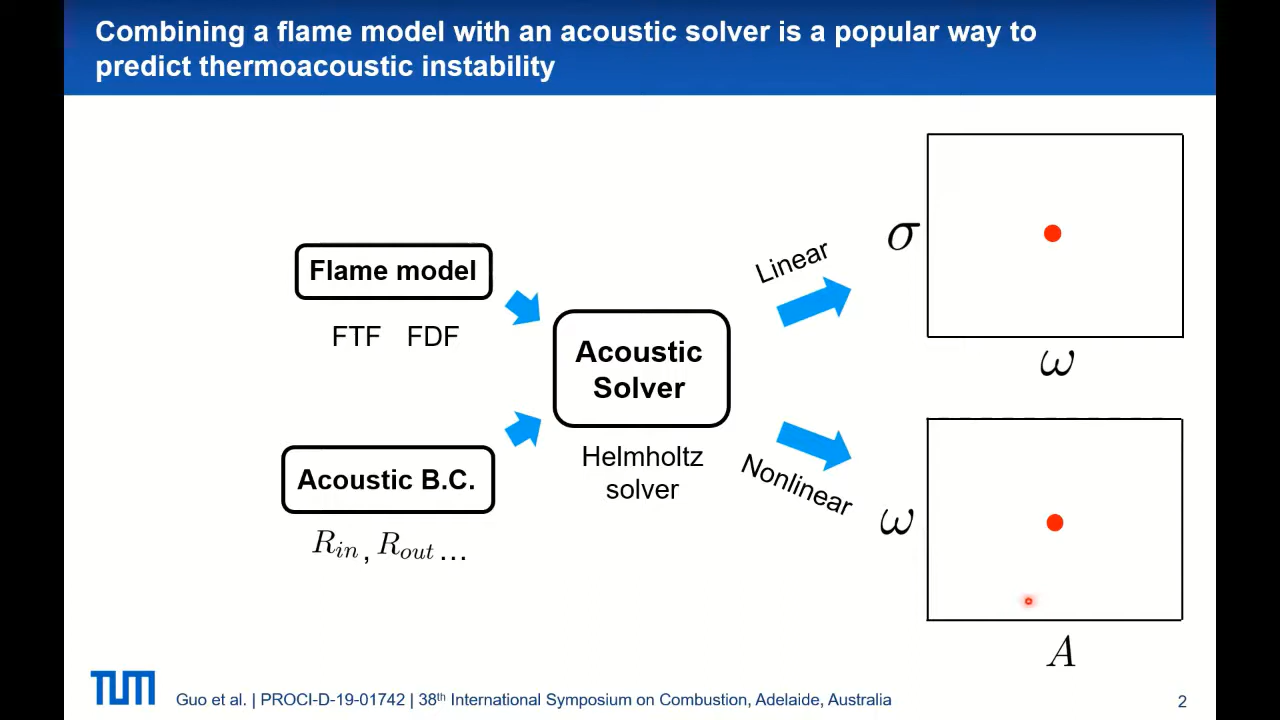 Combining a flame model with an acoustic solver is a popular way to
predict thermoacoustic instability
Flame model
FTF FDF
Acoustic B.C.
R_in, R_out ...
Acoustic
Solver
Helmholtz
solver
Linear
Nonlinear
σ
ω
ω
A
TUM
Guo et al. | PROCI-D-19-01742 | 38th International Symposium on Combustion, Adelaide, Australia
2